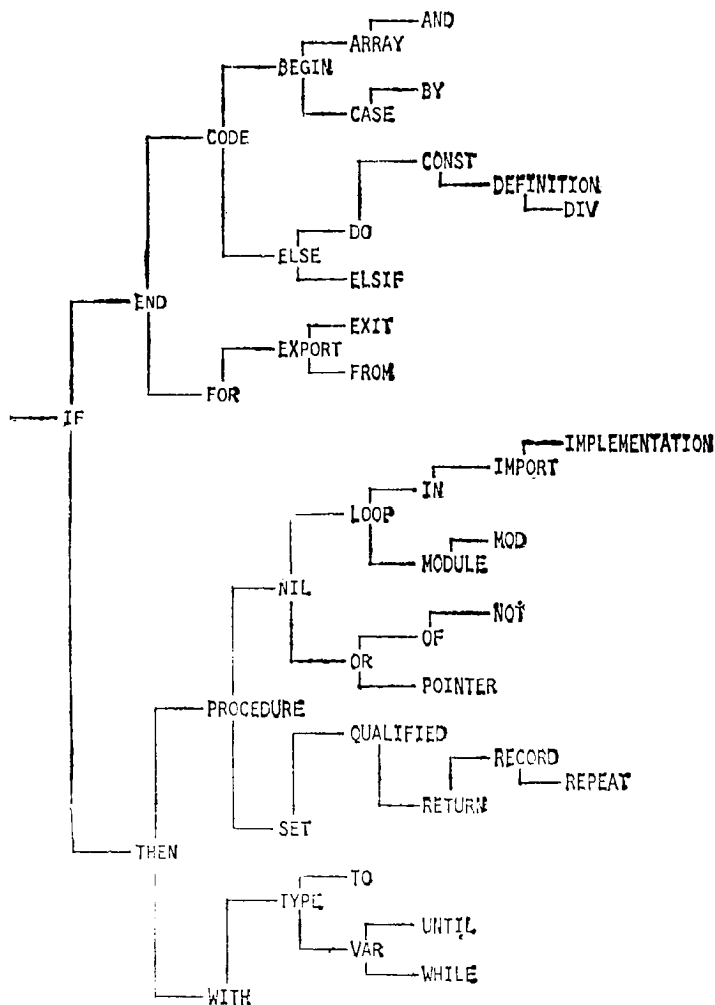 AND
ARRAY
BEGIN
BY
CASE
CODE
CONST
DEFINITION
DIV
DO
ELSE
ELSIF
END
EXIT
EXPORT
FROM
FOR
IF
IMPLEMENTATION
IMPORT
IN
LOOP
MOD
MODULE
NIL
NOT
OF
OR
POINTER
PROCEDURE
QUALIFIED
RECORD
REPEAT
RETURN
SET
THEN
TO
TYPE
UNTIL
VAR
WHILE
WITH